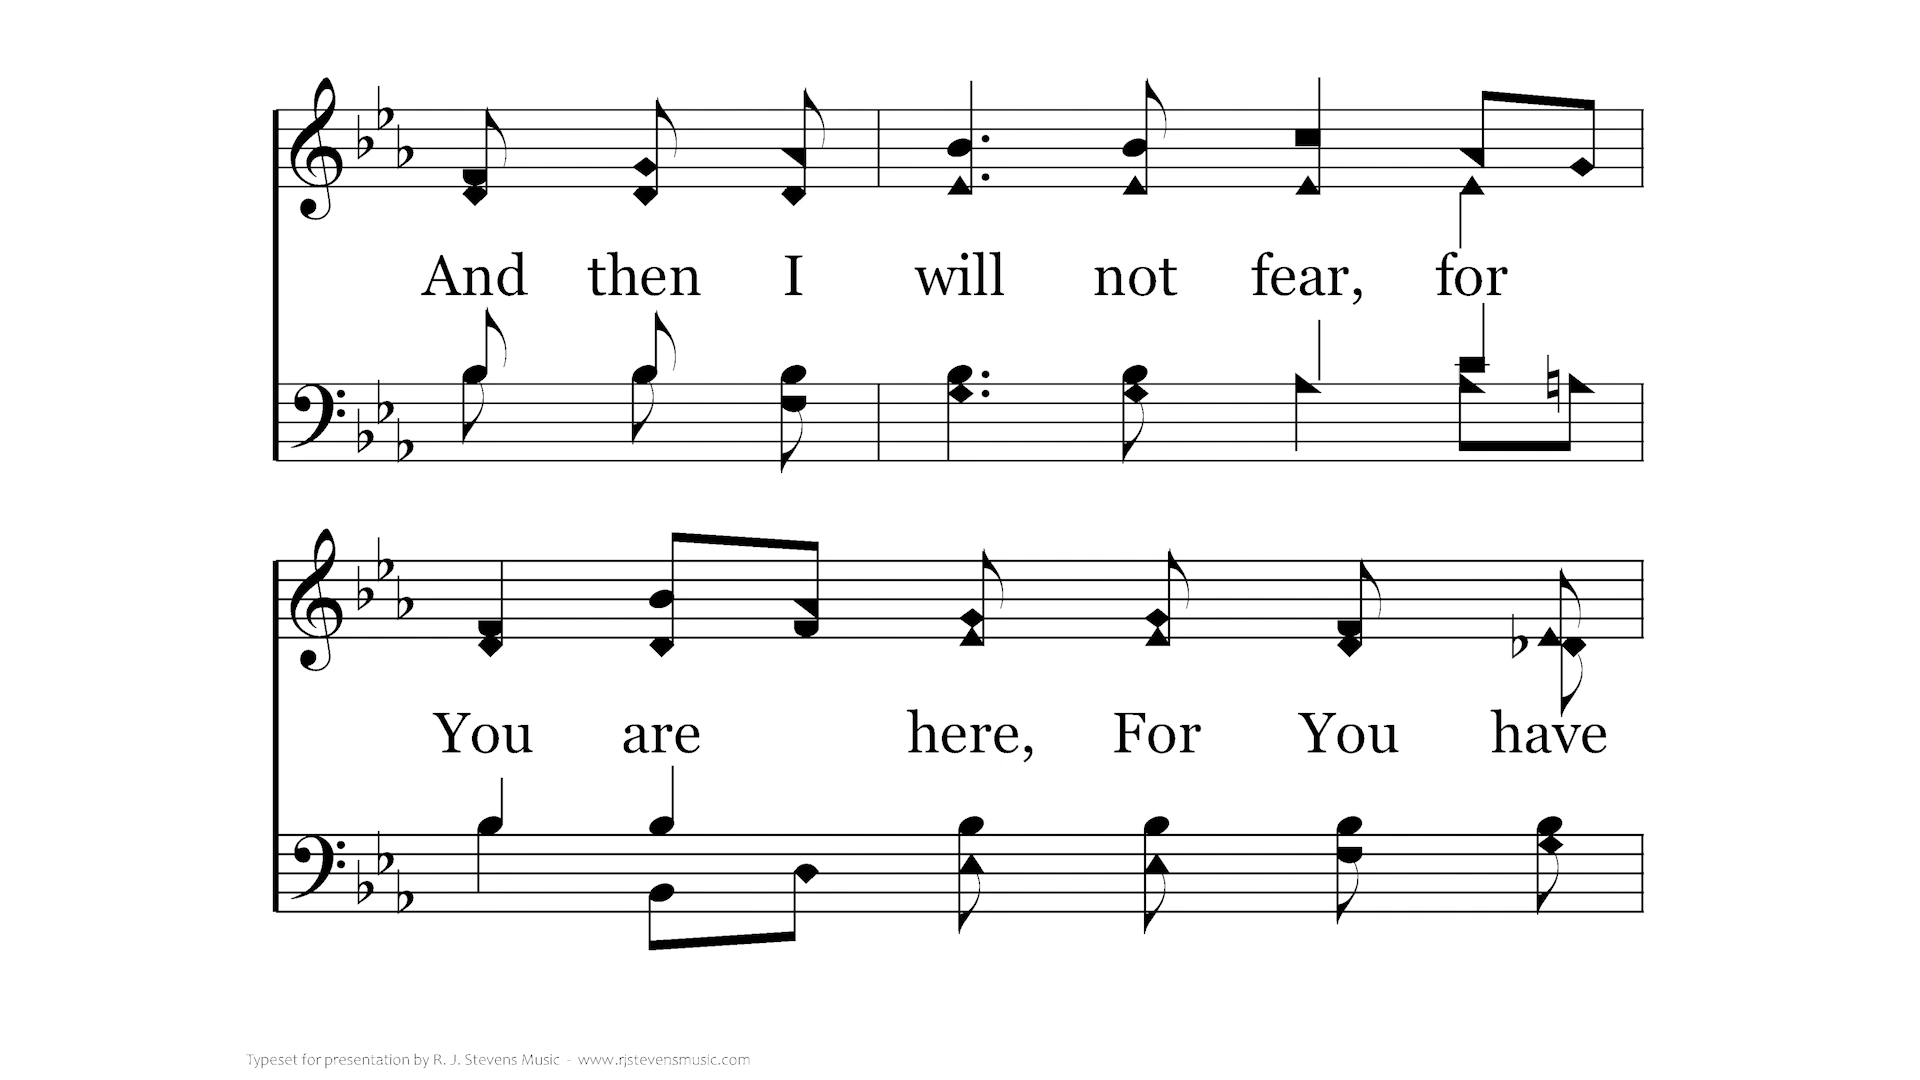 And then I will not fear, for
You are here, For You have
Typeset for presentation by R. J. Stevens Music - www.rjstevensmusic.com